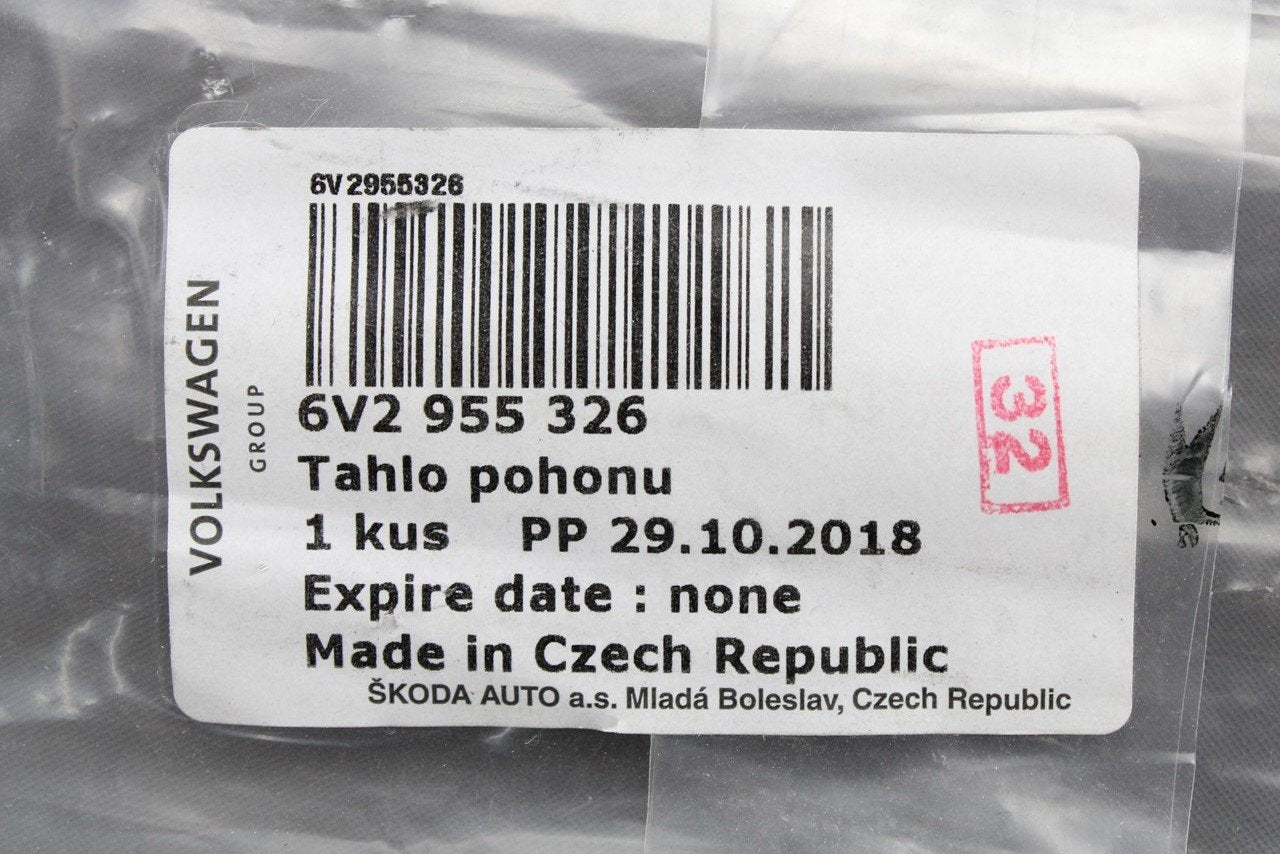 6V2955326
VOLKSWAGEN
GROUP
6V2 955 326
Tahlo pohonu
1 kus PP 29.10.2018
Expire date : none
Made in Czech Republic
ŠKODA AUTO a.s. Mladá Boleslav, Czech Republic
32